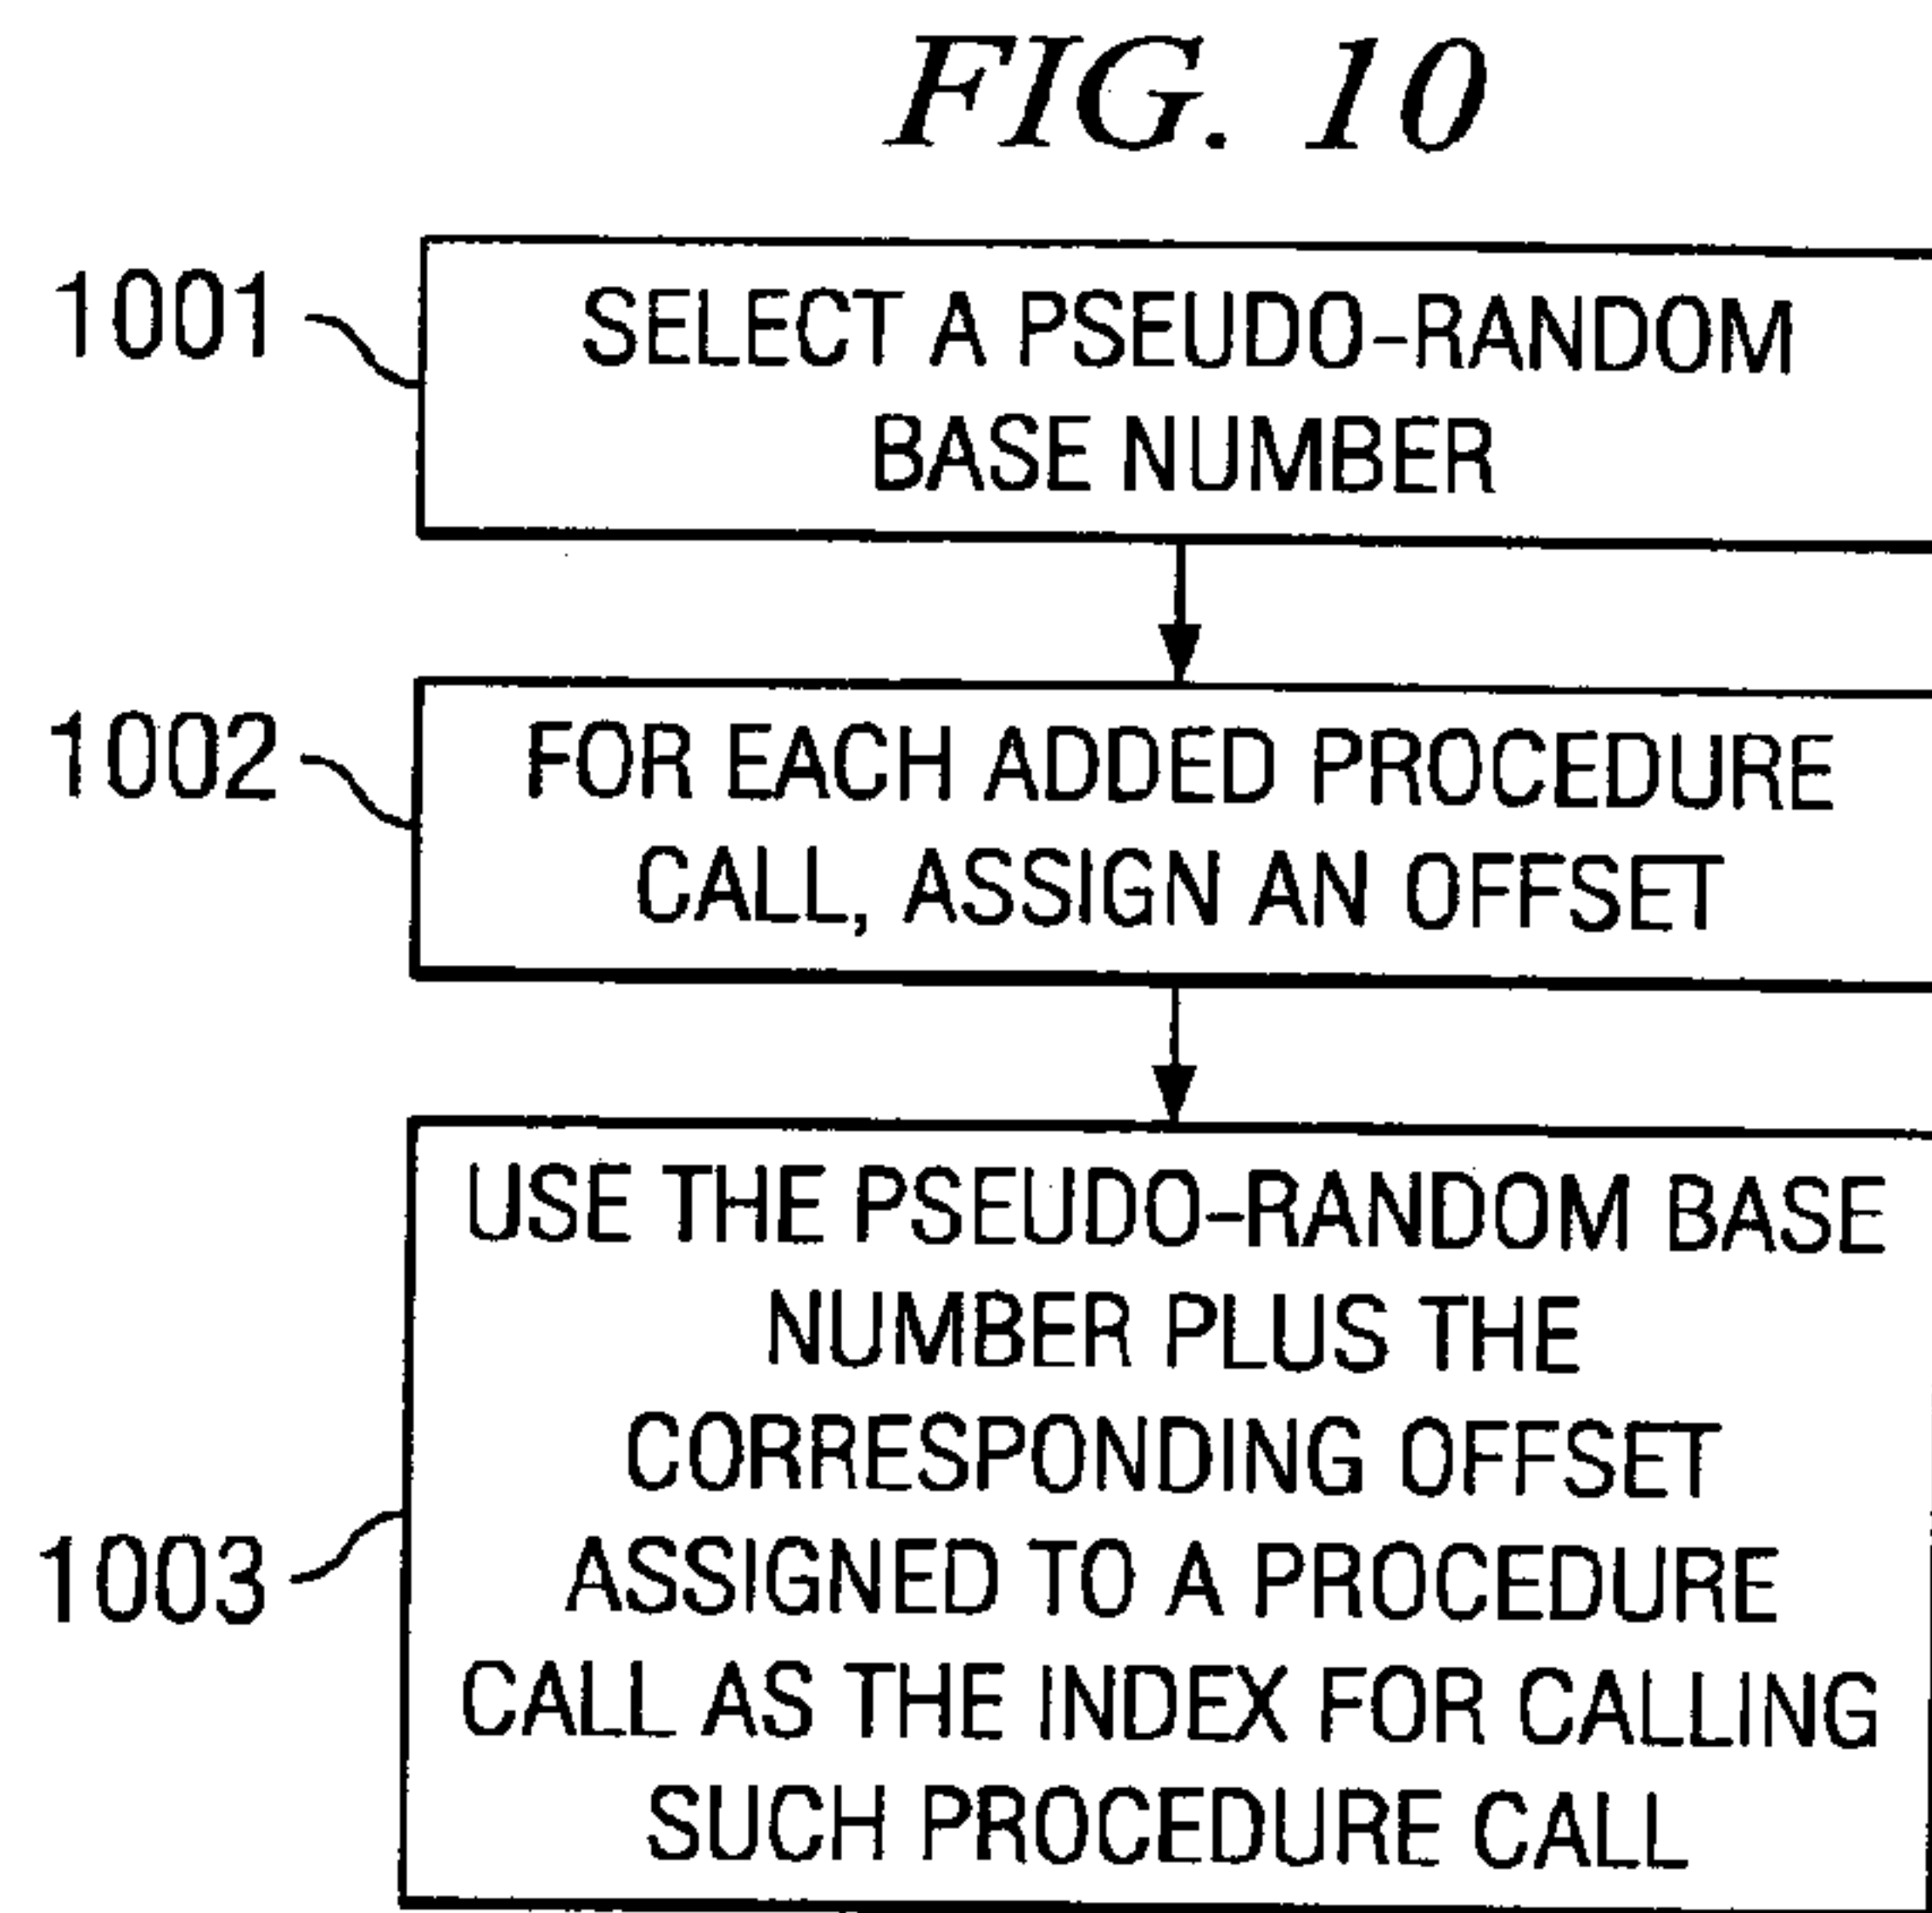 FIG. 10
1001
SELECT A PSEUDO-RANDOM
BASE NUMBER
1002
FOR EACH ADDED PROCEDURE
CALL, ASSIGN AN OFFSET
1003
USE THE PSEUDO-RANDOM BASE
NUMBER PLUS THE
CORRESPONDING OFFSET
ASSIGNED TO A PROCEDURE
CALL AS THE INDEX FOR CALLING
SUCH PROCEDURE CALL